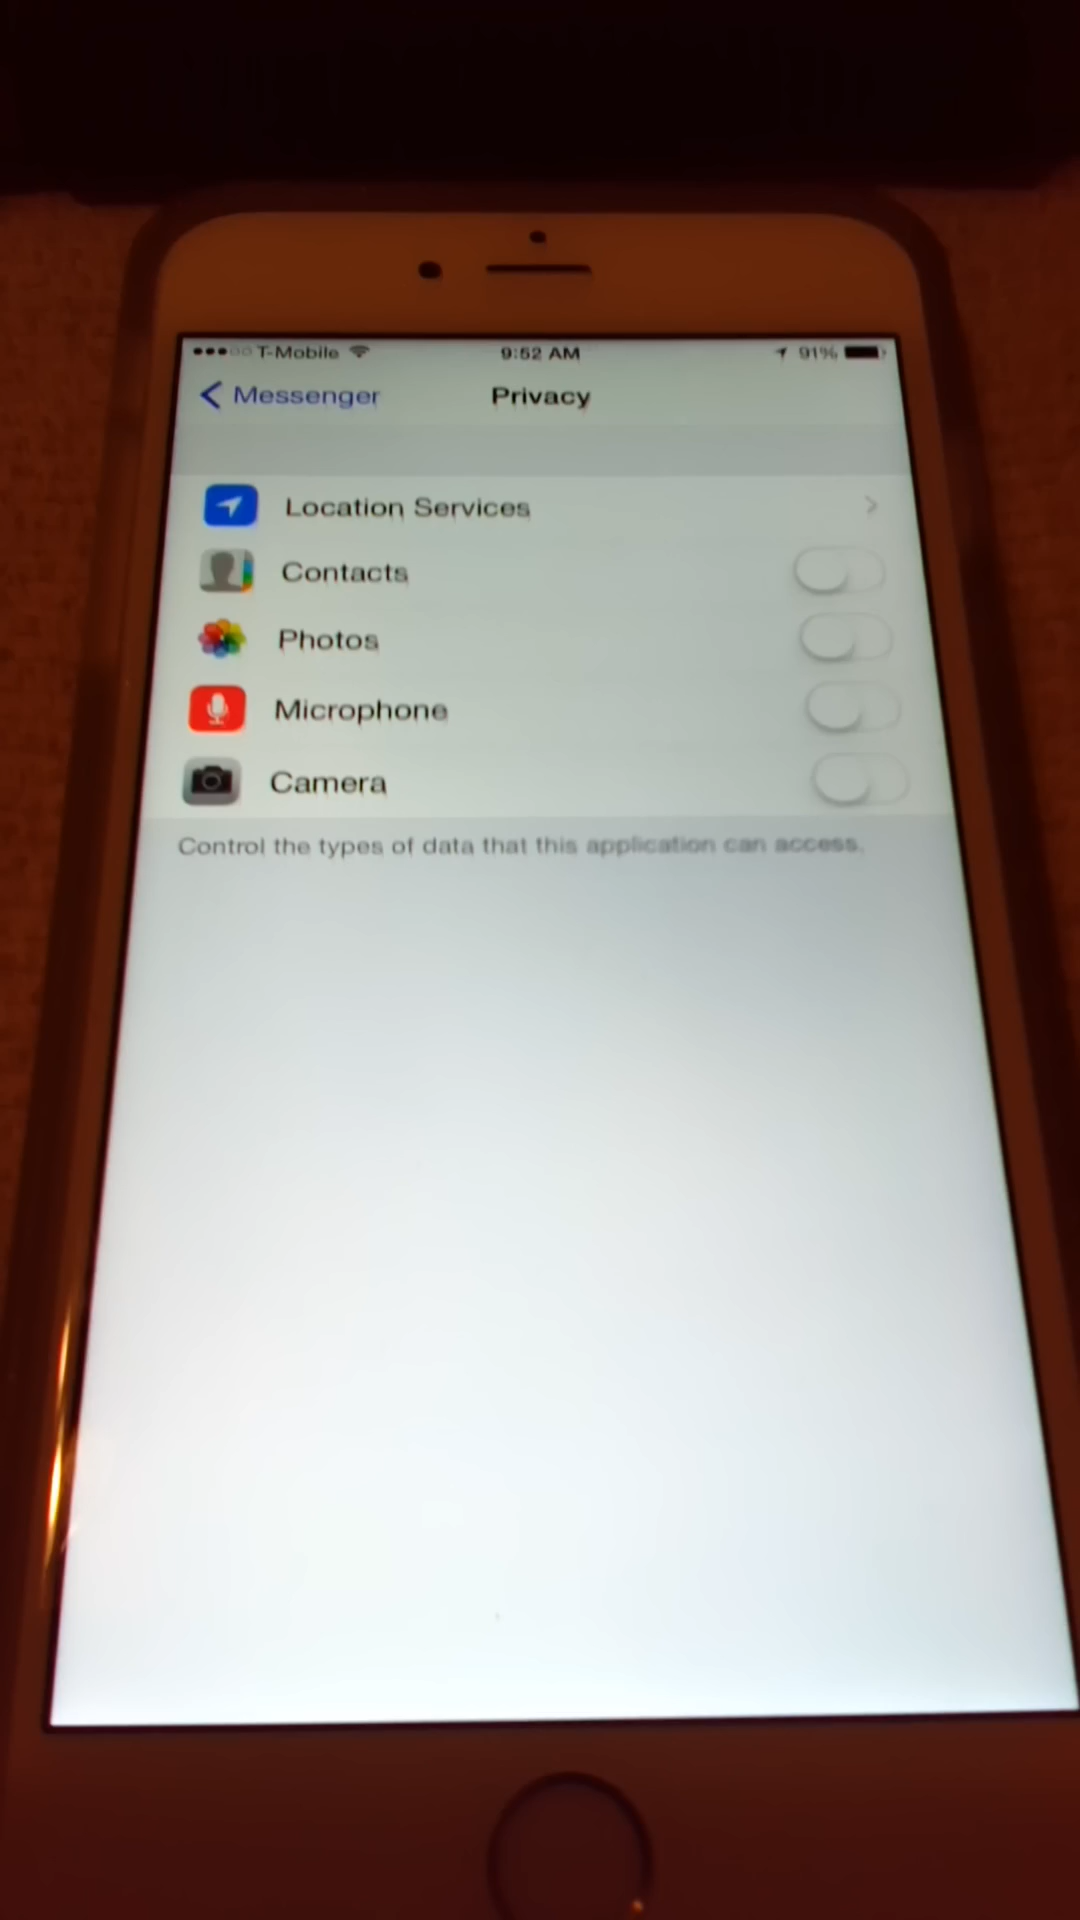 T-Mobile 9:52 AM 91%
Messenger Privacy
Location Services
Contacts
Photos
Microphone
Camera
Control the types of data that this application can access.